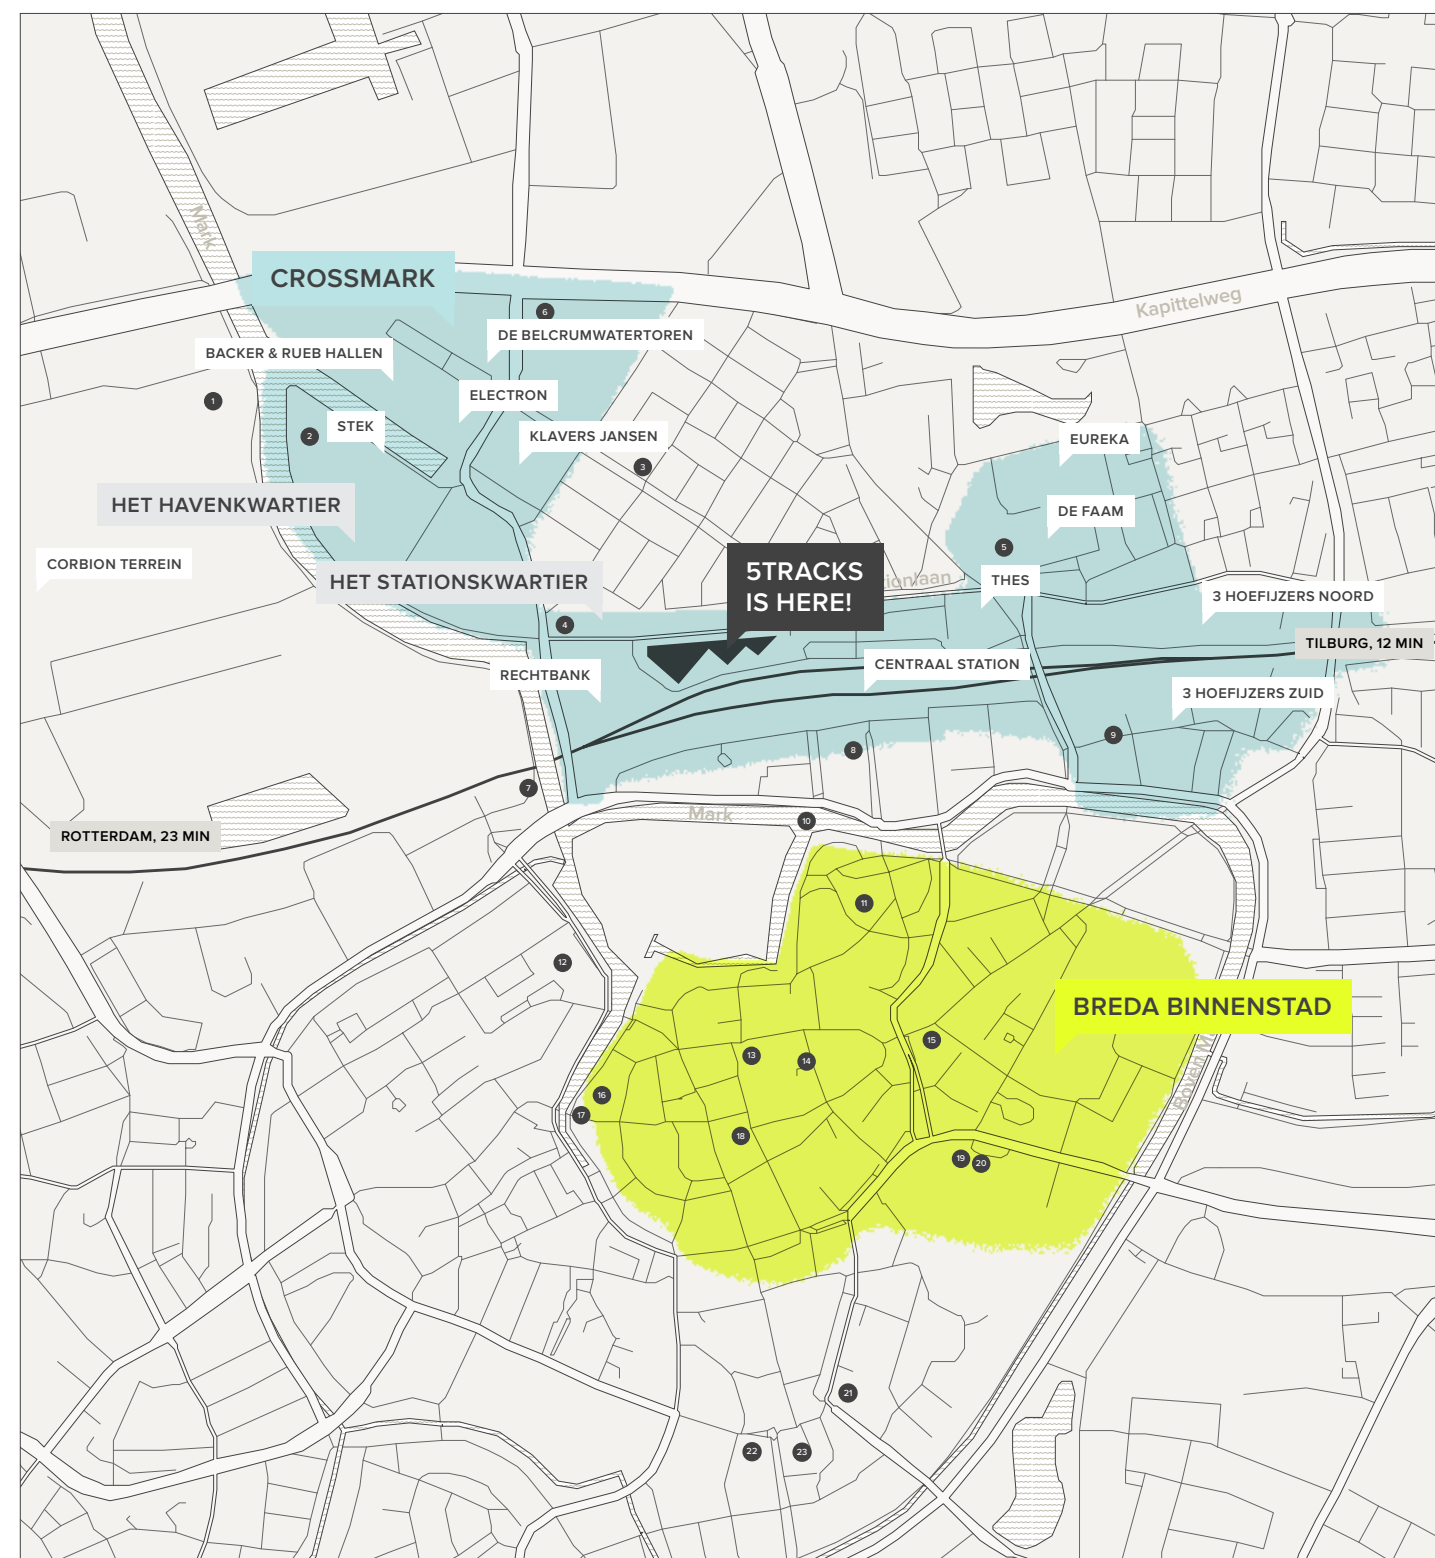 Mark
CROSSMARK
Kapittelweg
6
DE BELCRUMWATERTOREN
BACKER & RUEB HALLEN
1
ELECTRON
2
STEK
KLAVERS JANSEN
EUREKA
3
HET HAVENKWARTIER
DE FAAM
5
CORBION TERREIN
HET STATIONSKWARTIER
5TRACKS
IS HERE!
THES
3 HOEFIJZERS NOORD
4
TILBURG, 12 MIN
RECHTBANK
CENTRAAL STATION
3 HOEFIJZERS ZUID
9
8
7
Mark
10
ROTTERDAM, 23 MIN
11
12
BREDA BINNENSTAD
15
13
14
Boven
16
17
18
19
20
21
22
23